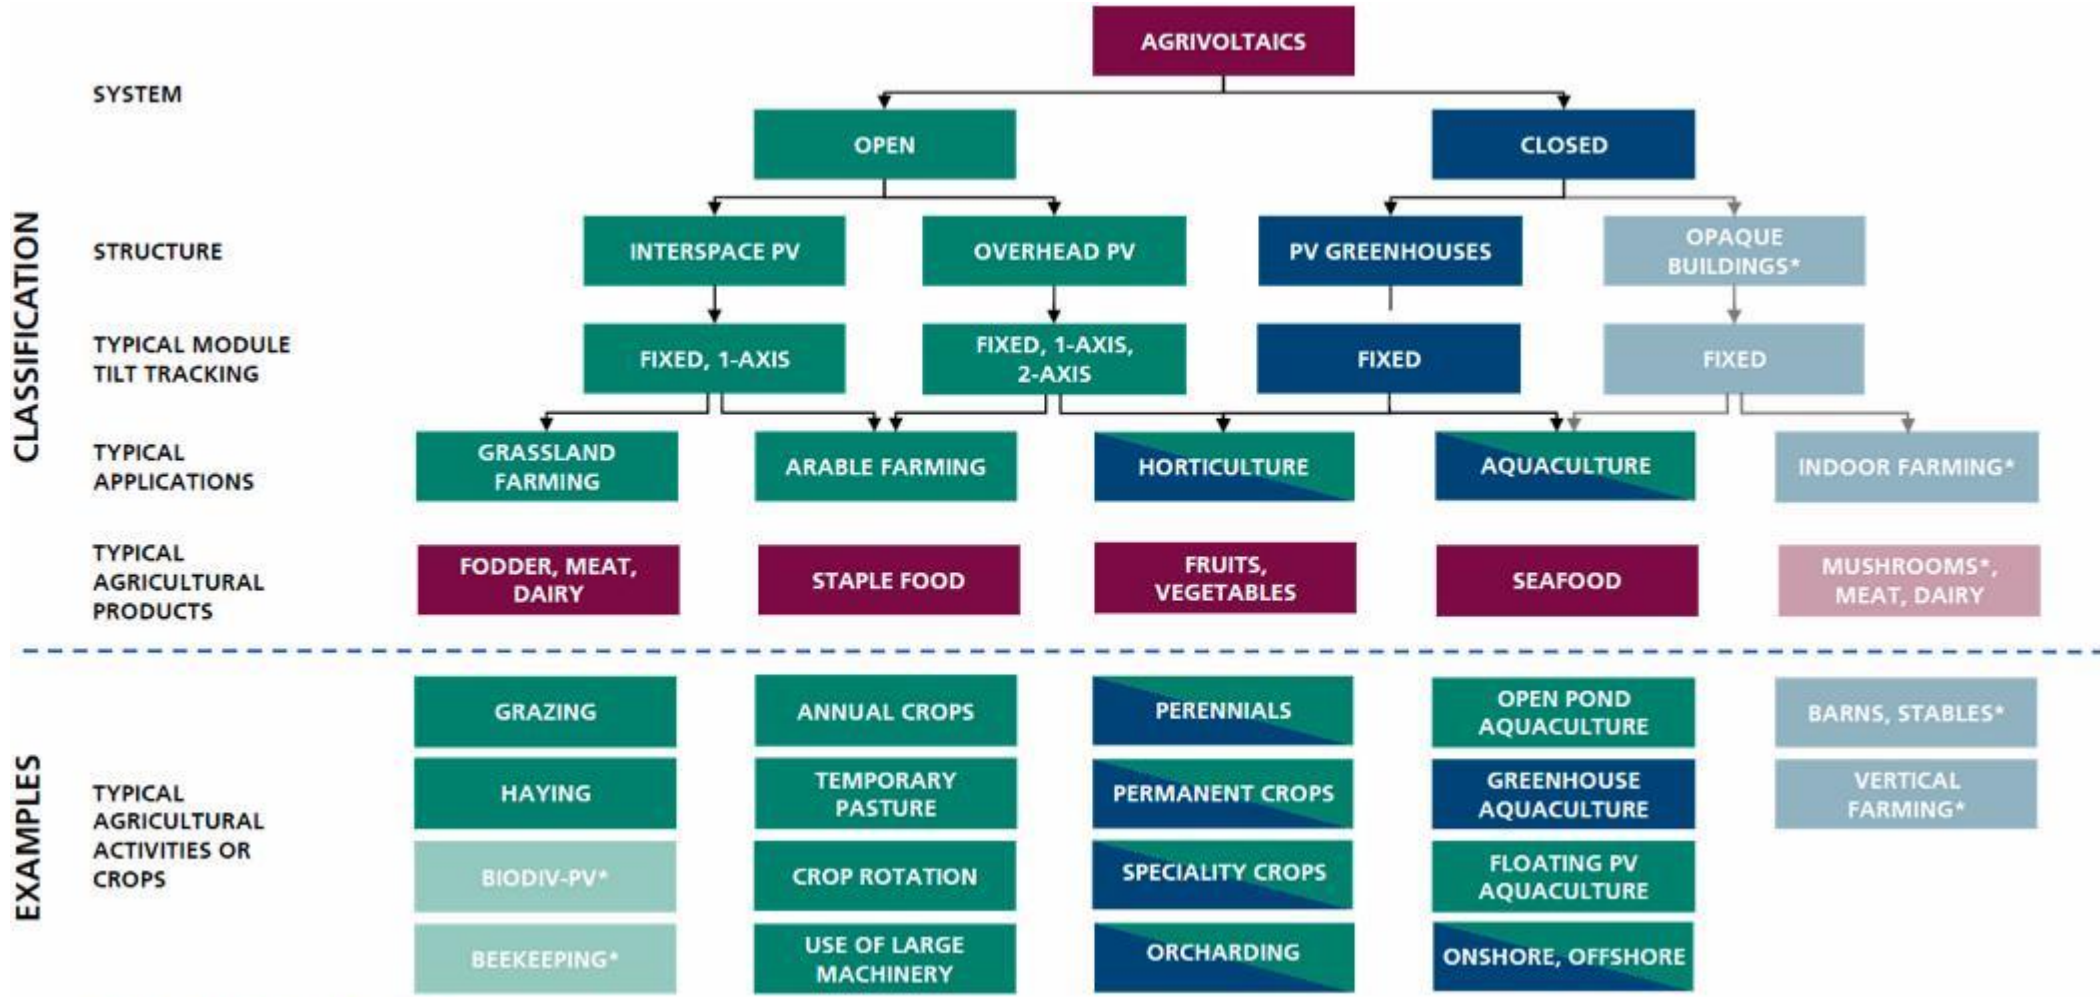 AGRIVOLTAICS
SYSTEM
OPEN
CLOSED
CLASSIFICATION
STRUCTURE
INTERSPACE PV
OVERHEAD PV
PV GREENHOUSES
OPAQUE
BUILDINGS*
TYPICAL MODULE
TILT TRACKING
FIXED, 1-AXIS
FIXED, 1-AXIS,
2-AXIS
FIXED
FIXED
TYPICAL
APPLICATIONS
GRASSLAND
FARMING
ARABLE FARMING
HORTICULTURE
AQUACULTURE
INDOOR FARMING*
TYPICAL
AGRICULTURAL
PRODUCTS
FODDER, MEAT,
DAIRY
STAPLE FOOD
FRUITS,
VEGETABLES
SEAFOOD
MUSHROOMS*,
MEAT, DAIRY
EXAMPLES
TYPICAL
AGRICULTURAL
ACTIVITIES OR
CROPS
GRAZING
ANNUAL CROPS
PERENNIALS
OPEN POND
AQUACULTURE
BARNS, STABLES*
HAYING
TEMPORARY
PASTURE
PERMANENT CROPS
GREENHOUSE
AQUACULTURE
VERTICAL
FARMING*
BIODIV-PV*
CROP ROTATION
SPECIALITY CROPS
FLOATING PV
AQUACULTURE
BEEKEEPING*
USE OF LARGE
MACHINERY
ORCHARDING
ONSHORE, OFFSHORE